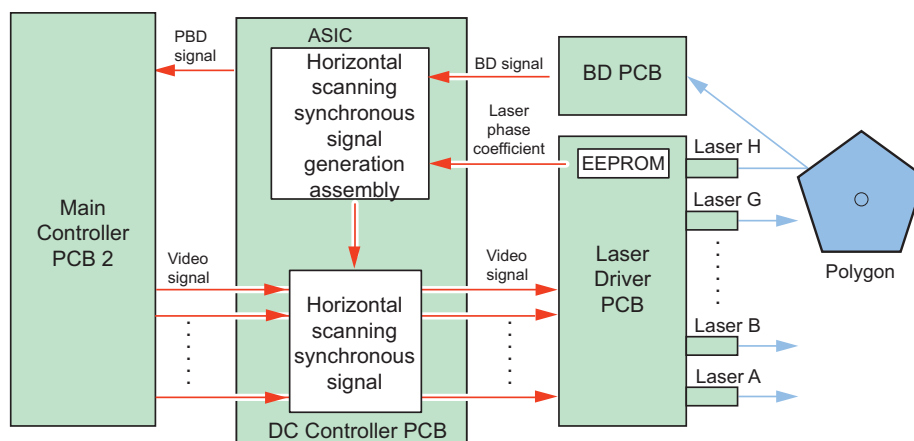 PBD
signal
ASIC
Horizontal
scanning
synchronous
signal
generation
assembly
BD signal
BD PCB
Laser
phase
coefficient
EEPROM
Laser H
Laser G
Polygon
Main
Controller
PCB 2
Video
signal
Horizontal
scanning
synchronous
signal
Video
signal
Laser
Driver
PCB
Laser B
Laser A
DC Controller PCB